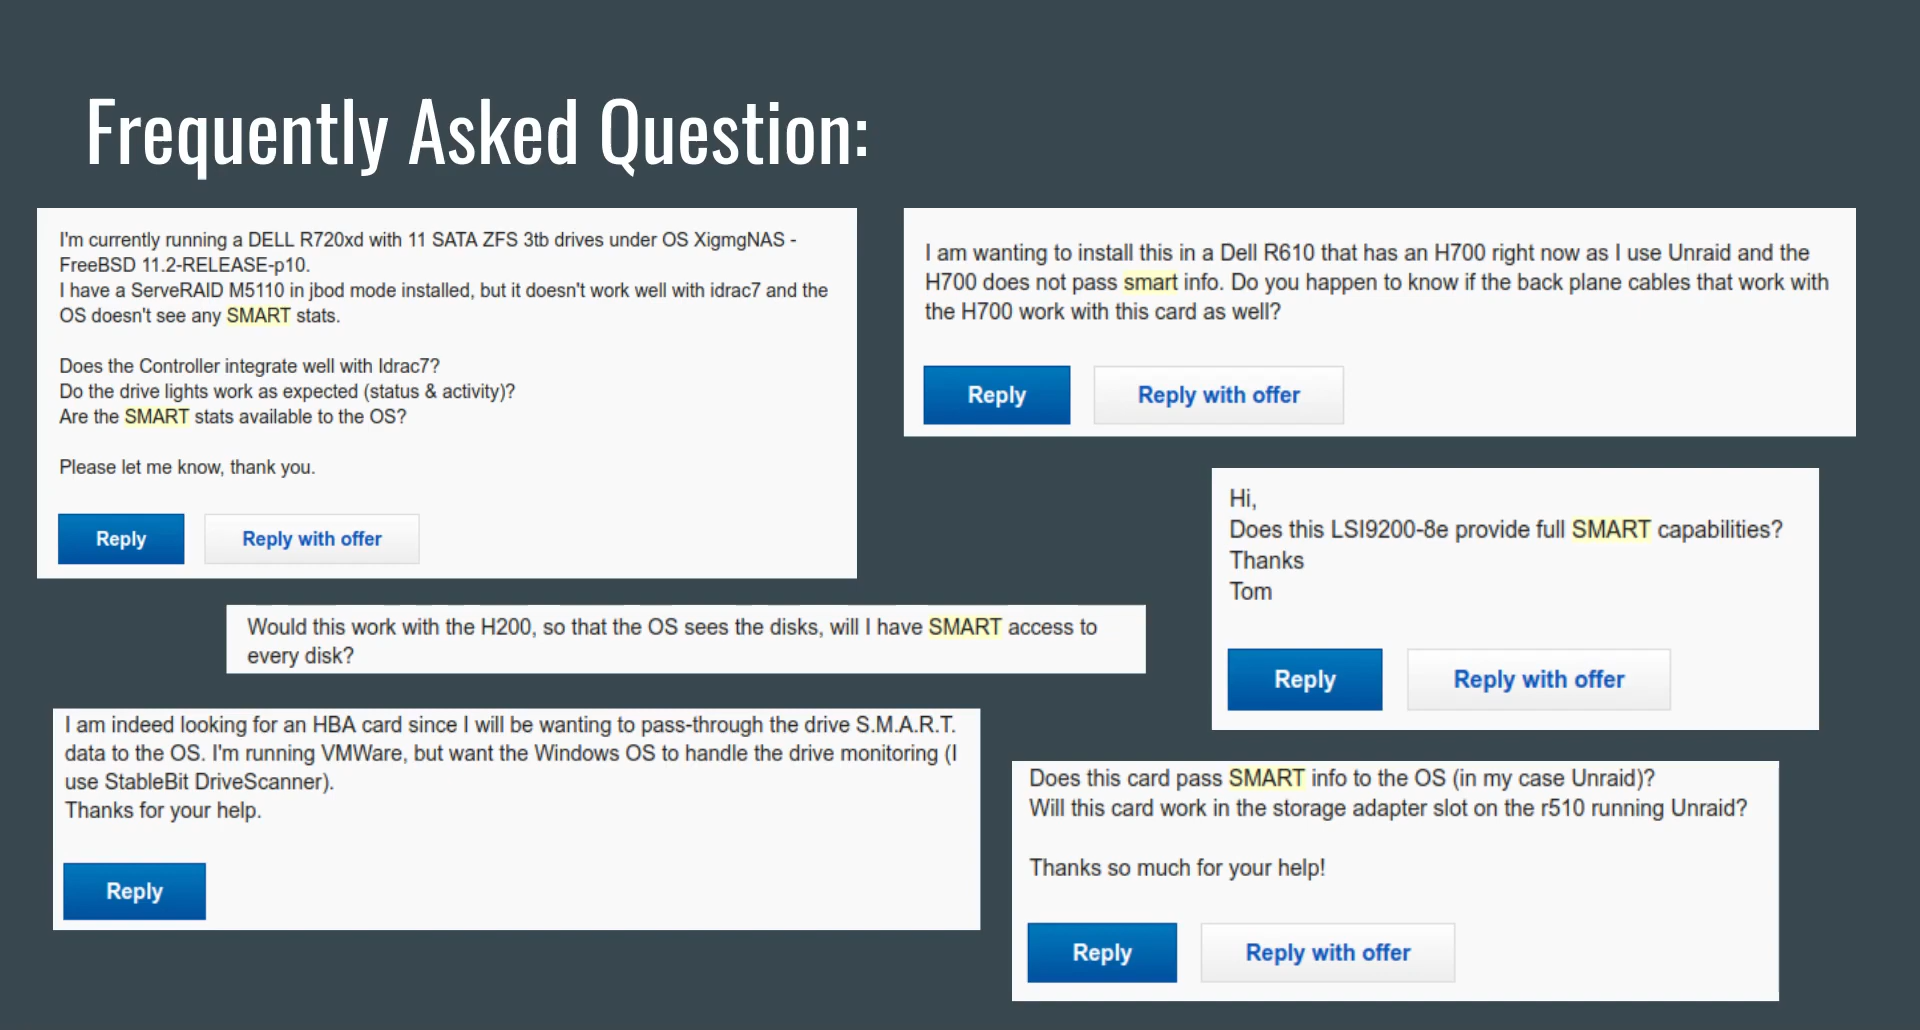 Frequently Asked Question:
I'm currently running a DELL R720xd with 11 SATA ZFS 3tb drives under OS XigmgNAS -
FreeBSD 11.2-RELEASE-p10.
I have a ServeRAID M5110 in jbod mode installed, but it doesn't work well with idrac7 and the
OS doesn't see any SMART stats.
Does the Controller integrate well with Idrac7?
Do the drive lights work as expected (status & activity)?
Are the SMART stats available to the OS?
Please let me know, thank you.
Reply
Reply with offer
I am wanting to install this in a Dell R610 that has an H700 right now as I use Unraid and the
H700 does not pass smart info. Do you happen to know if the back plane cables that work with
the H700 work with this card as well?
Reply
Reply with offer
Hi,
Does this LSI9200-8e provide full SMART capabilities?
Thanks
Tom
Reply
Reply with offer
Would this work with the H200, so that the OS sees the disks, will I have SMART access to
every disk?
I am indeed looking for an HBA card since I will be wanting to pass-through the drive S.M.A.R.T.
data to the OS. I'm running VMWare, but want the Windows OS to handle the drive monitoring (I
use StableBit DriveScanner).
Thanks for your help.
Reply
Does this card pass SMART info to the OS (in my case Unraid)?
Will this card work in the storage adapter slot on the r510 running Unraid?
Thanks so much for your help!
Reply
Reply with offer